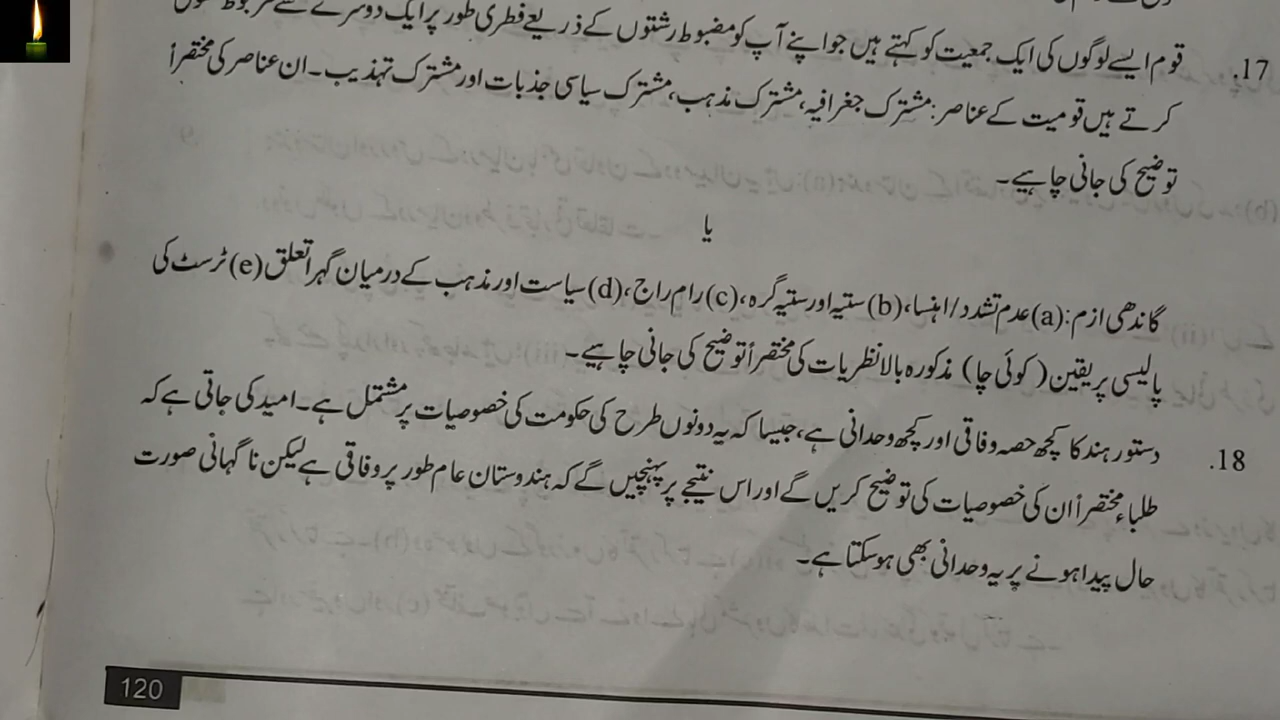 17. قوم ایسے لوگوں کی ایک جمعیت کو کہتے ہیں جو اپنے آپ کو مضبوط رشتوں کے ذریعے فطری طور پر ایک دوسرے سے
کرتے ہیں قومیت کے عناصر: مشترک جغرافیہ، مشترک مذہب، مشترک سیاسی جذبات اور مشترک تہذیب۔ ان عناصر کی مختصراً
توضیح کی جانی چاہیے۔
یا
گاندھی ازم: (a) عدم تشدد/اہنسا، (b) ستیہ اور ستیہ گرہ، (c) رام راج، (d) سیاست اور مذہب کے درمیان گہرا تعلق (e) ٹرسٹ کی
پالیسی پر یقین (کوئی چا) مذکورہ بالا نظریات کی مختصراً توضیح کی جانی چاہیے۔
18. دستور ہند کا کچھ حصہ وفاقی اور کچھ وحدانی ہے، جیسا کہ یہ دونوں طرح کی حکومت کی خصوصیات پر مشتمل ہے۔ امید کی جاتی ہے کہ
طلباء مختصراً ان کی خصوصیات کی توضیح کریں گے اور اس نتیجے پر پہنچیں گے کہ ہندوستان عام طور پر وفاقی ہے لیکن ناگہانی صورت
حال پیدا ہونے پر یہ وحدانی بھی ہو سکتا ہے۔
120